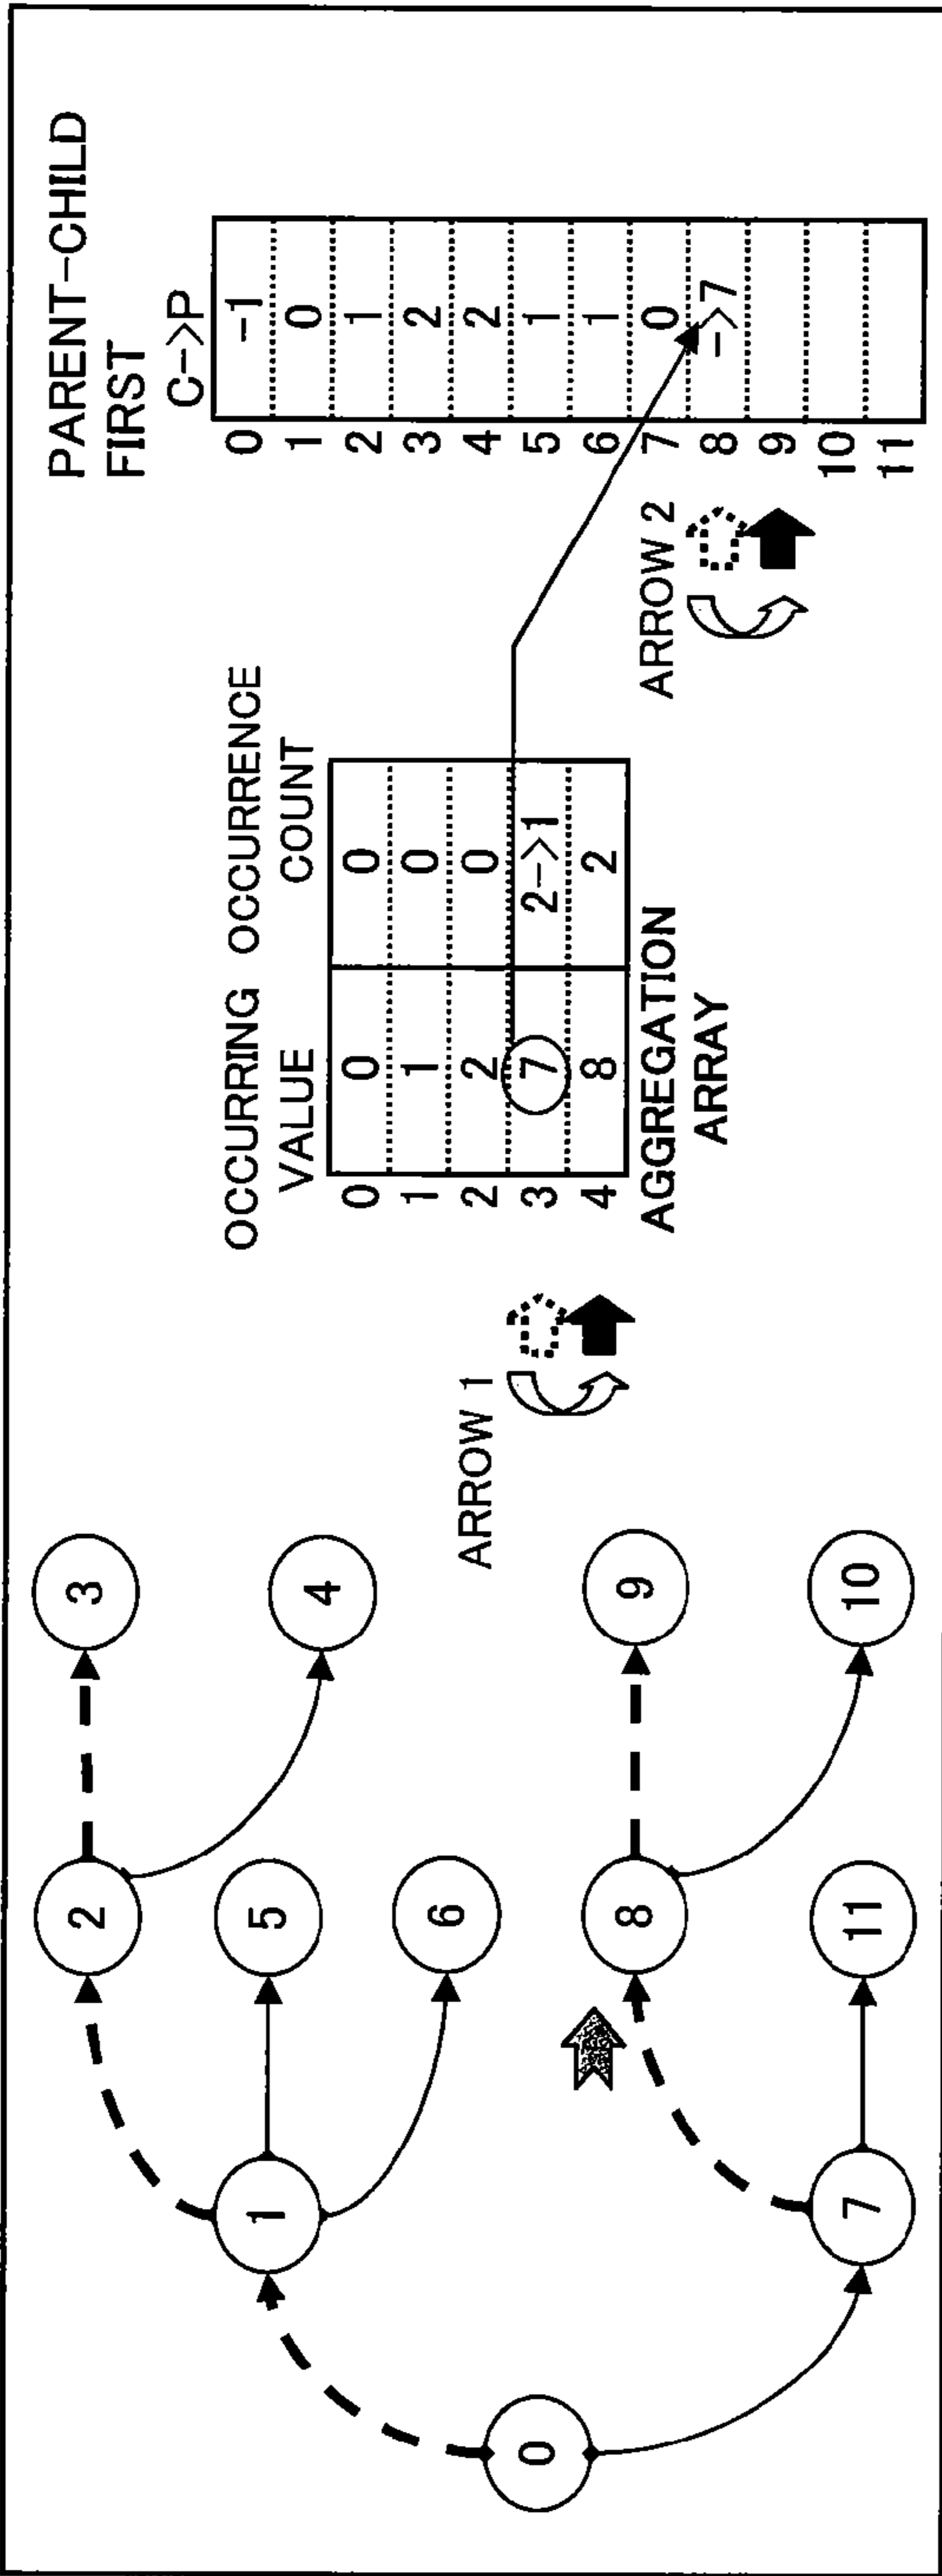 0
1
2
3
5
4
6
7
8
9
11
10
ARROW 1
OCCURRING OCCURRENCE
VALUE COUNT
0 0 0
1 1 0
2 2 0
3 7 2->1
4 8 2
AGGREGATION
ARRAY
ARROW 2
PARENT-CHILD
FIRST
C->P
0 -1
1 0
2 1
3 2
4 2
5 1
6 1
7 0
8 ->7
9
10
11